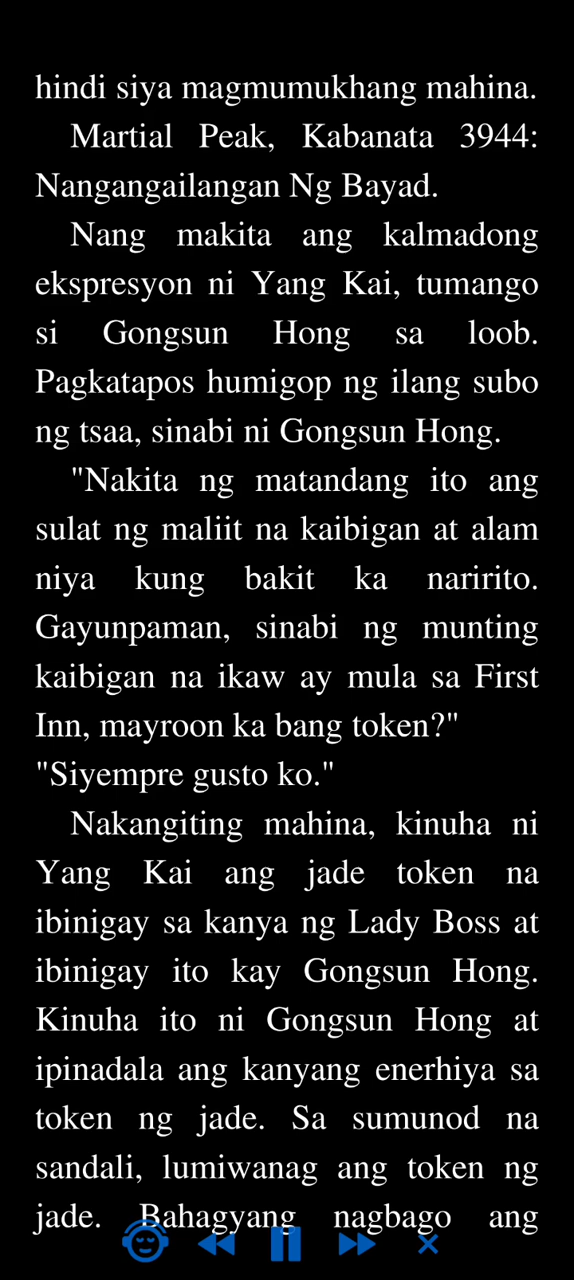 hindi siya magmumukhang mahina.
Martial Peak, Kabanata 3944:
Nangangailangan Ng Bayad.
Nang makita ang kalmadong
ekspresyon ni Yang Kai, tumango
si Gongsun Hong sa loob.
Pagkatapos humigop ng ilang subo
ng tsaa, sinabi ni Gongsun Hong.
"Nakita ng matandang ito ang
sulat ng maliit na kaibigan at alam
niya kung bakit ka naririto.
Gayunpaman, sinabi ng munting
kaibigan na ikaw ay mula sa First
Inn, mayroon ka bang token?"
"Siyempre gusto ko."
Nakangiting mahina, kinuha ni
Yang Kai ang jade token na
ibinigay sa kanya ng Lady Boss at
ibinigay ito kay Gongsun Hong.
Kinuha ito ni Gongsun Hong at
ipinadala ang kanyang enerhiya sa
token ng jade. Sa sumunod na
sandali, lumiwanag ang token ng
jade. Bahagyang nagbago ang